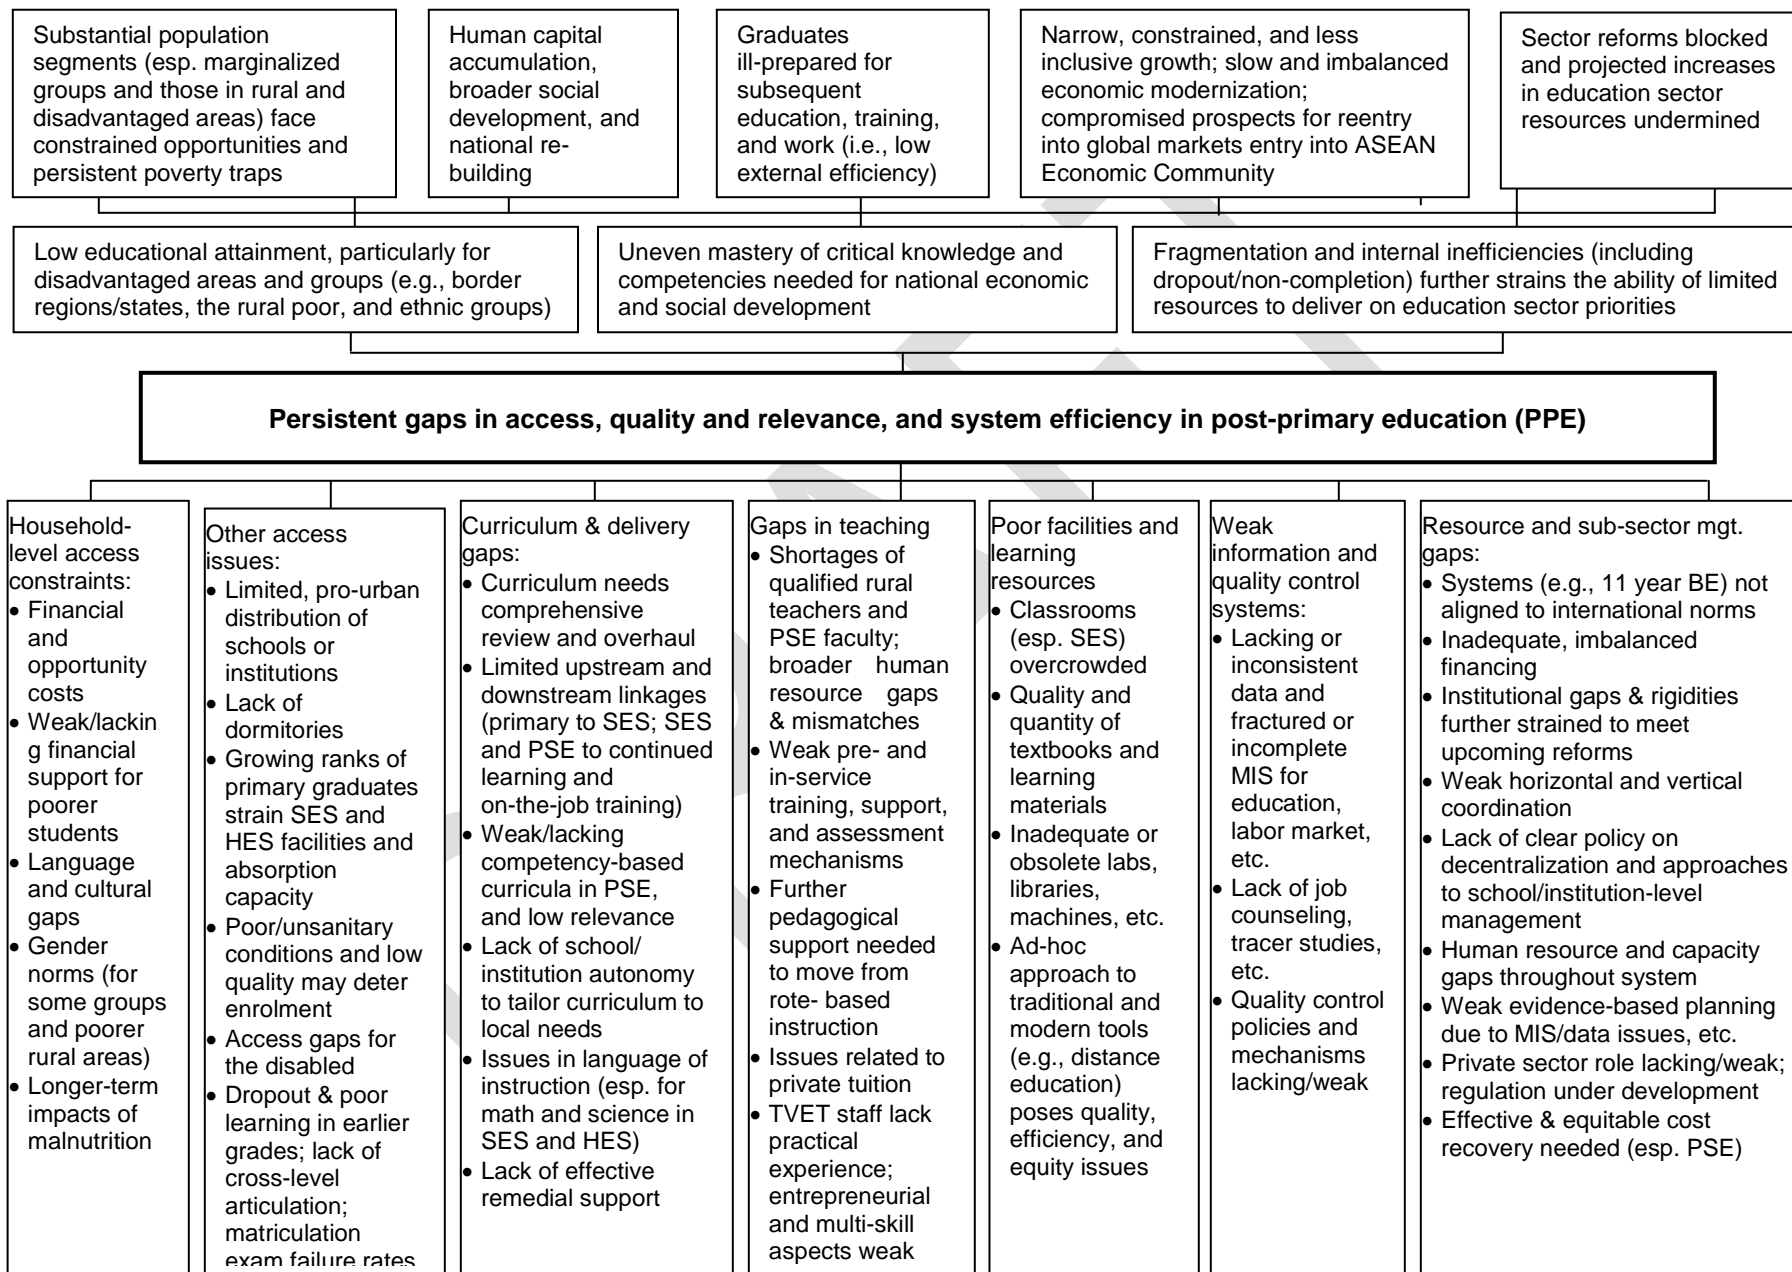 Substantial population
segments (esp. marginalized
groups and those in rural and
disadvantaged areas) face
constrained opportunities and
persistent poverty traps
Human capital
accumulation,
broader social
development, and
national re-
building
Graduates
ill-prepared for
subsequent
education, training,
and work (i.e., low
external efficiency)
Narrow, constrained, and less
inclusive growth; slow and imbalanced
economic modernization;
compromised prospects for reentry
into global markets entry into ASEAN
Economic Community
Sector reforms blocked
and projected increases
in education sector
resources undermined
Low educational attainment, particularly for
disadvantaged areas and groups (e.g., border
regions/states, the rural poor, and ethnic groups)
Uneven mastery of critical knowledge and
competencies needed for national economic
and social development
Fragmentation and internal inefficiencies (including
dropout/non-completion) further strains the ability of limited
resources to deliver on education sector priorities
Persistent gaps in access, quality and relevance, and system efficiency in post-primary education (PPE)
Household-
level access
constraints:
• Financial
and
opportunity
costs
• Weak/lackin
g financial
support for
poorer
students
• Language
and cultural
gaps
• Gender
norms (for
some groups
and poorer
rural areas)
• Longer-term
impacts of
malnutrition
Other access
issues:
• Limited, pro-urban
distribution of
schools or
institutions
• Lack of
dormitories
• Growing ranks of
primary graduates
strain SES and
HES facilities and
absorption
capacity
• Poor/unsanitary
conditions and low
quality may deter
enrolment
• Access gaps for
the disabled
• Dropout & poor
learning in earlier
grades; lack of
cross-level
articulation;
matriculation
exam failure rates
Curriculum & delivery
gaps:
• Curriculum needs
comprehensive
review and overhaul
• Limited upstream and
downstream linkages
(primary to SES; SES
and PSE to continued
learning and
on-the-job training)
• Weak/lacking
competency-based
curricula in PSE,
and low relevance
• Lack of school/
institution autonomy
to tailor curriculum to
local needs
• Issues in language of
instruction (esp. for
math and science in
SES and HES)
• Lack of effective
remedial support
Gaps in teaching
• Shortages of
qualified rural
teachers and
PSE faculty;
broader human
resource gaps
& mismatches
• Weak pre- and
in-service
training, support,
and assessment
mechanisms
• Further
pedagogical
support needed
to move from
rote- based
instruction
• Issues related to
private tuition
• TVET staff lack
practical
experience;
entrepreneurial
and multi-skill
aspects weak
Poor facilities and
learning
resources
• Classrooms
(esp. SES)
overcrowded
• Quality and
quantity of
textbooks and
learning
materials
• Inadequate or
obsolete labs,
libraries,
machines, etc.
• Ad-hoc
approach to
traditional and
modern tools
(e.g., distance
education)
poses quality,
efficiency, and
equity issues
Weak
information and
quality control
systems:
• Lacking or
inconsistent
data and
fractured or
incomplete
MIS for
education,
labor market,
etc.
• Lack of job
counseling,
tracer studies,
etc.
• Quality control
policies and
mechanisms
lacking/weak
Resource and sub-sector mgt.
gaps:
• Systems (e.g., 11 year BE) not
aligned to international norms
• Inadequate, imbalanced
financing
• Institutional gaps & rigidities
further strained to meet
upcoming reforms
• Weak horizontal and vertical
coordination
• Lack of clear policy on
decentralization and approaches
to school/institution-level
management
• Human resource and capacity
gaps throughout system
• Weak evidence-based planning
due to MIS/data issues, etc.
• Private sector role lacking/weak;
regulation under development
• Effective & equitable cost
recovery needed (esp. PSE)